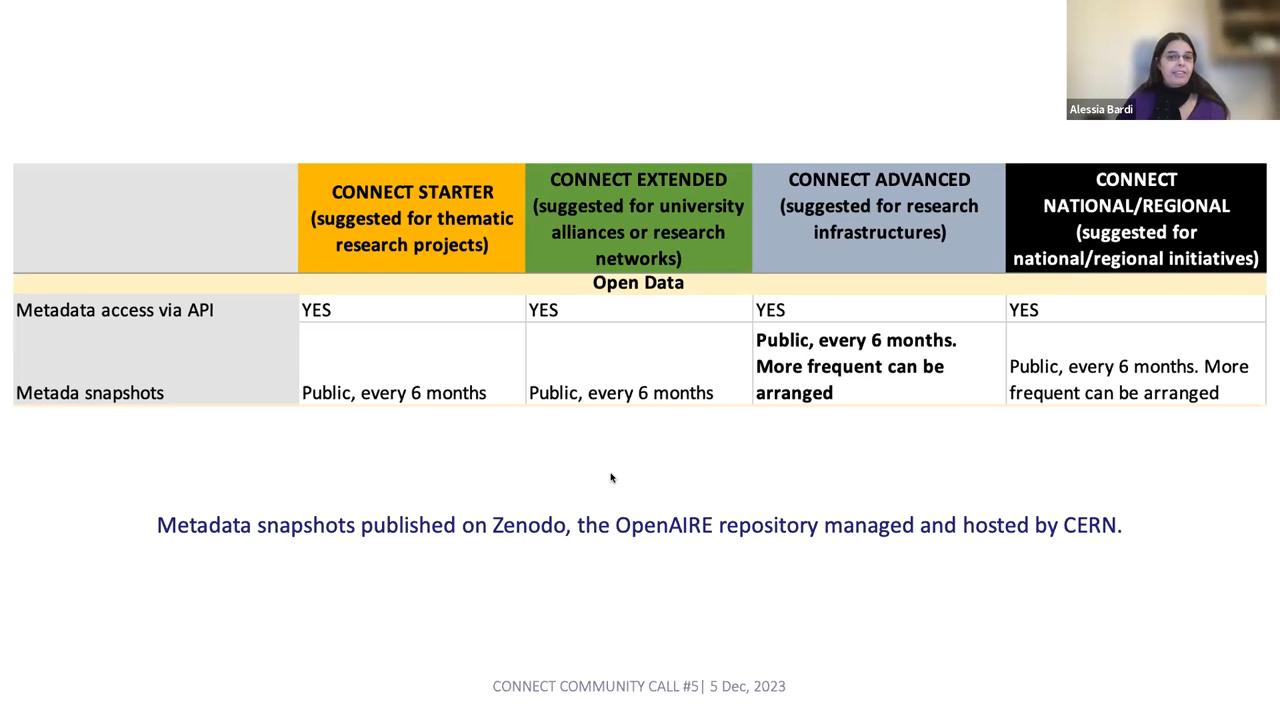 Alessia Bardi
CONNECT STARTER
(suggested for thematic
research projects)
CONNECT EXTENDED
(suggested for university
alliances or research
networks)
CONNECT ADVANCED
(suggested for research
infrastructures)
CONNECT
NATIONAL/REGIONAL
(suggested for
national/regional initiatives)
Open Data
Metadata access via API
YES
YES
YES
YES
Metada snapshots
Public, every 6 months
Public, every 6 months
Public, every 6 months.
More frequent can be
arranged
Public, every 6 months. More
frequent can be arranged
Metadata snapshots published on Zenodo, the OpenAIRE repository managed and hosted by CERN.
CONNECT COMMUNITY CALL #5| 5 Dec, 2023